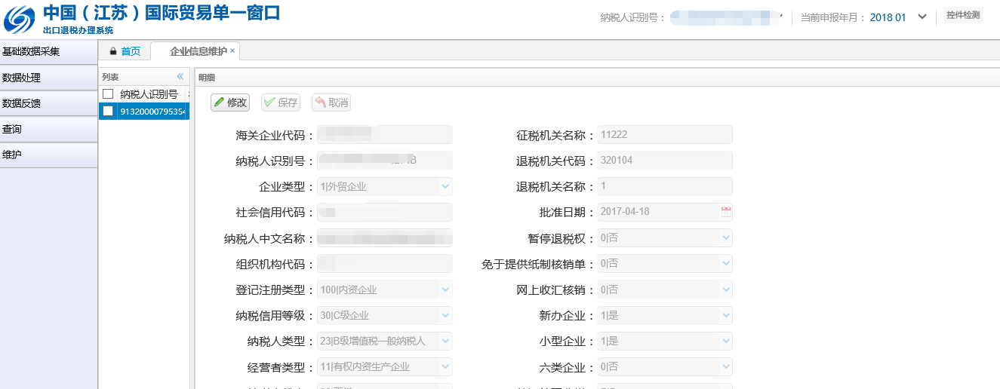 中国（江苏）国际贸易单一窗口
出口退税办理系统
纳税人识别号：
当前申报年月： 2018 01
控件检测
基础数据采集
数据处理
数据反馈
查询
维护
首页
企业信息维护 ×
列表 «
纳税人识别号
91320000795354
明细
修改 保存 取消
海关企业代码： 征税机关名称： 11222
纳税人识别号： 退税机关代码： 320104
企业类型： 1|外贸企业 退税机关名称： 1
社会信用代码： 批准日期： 2017-04-18
纳税人中文名称： 暂停退税权： 0|否
组织机构代码： 免于提供纸制核销单： 0|否
登记注册类型： 100|内资企业 网上收汇核销： 0|否
纳税信用等级： 30|C级企业 新办企业： 1|是
纳税人类型： 23|B级增值税一般纳税人 小型企业： 1|是
经营者类型： 11|有权内资生产企业 六类企业： 0|否